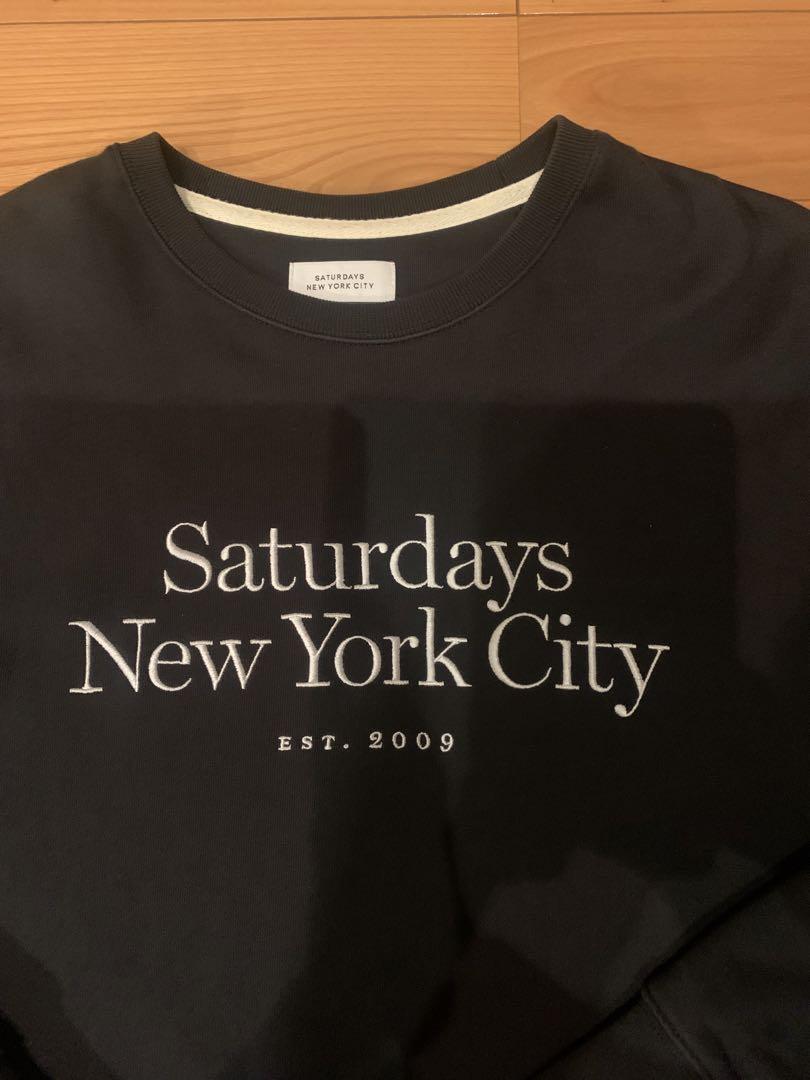 SATURDAYS
NEW YORK CITY
Saturdays
New York City
EST. 2009